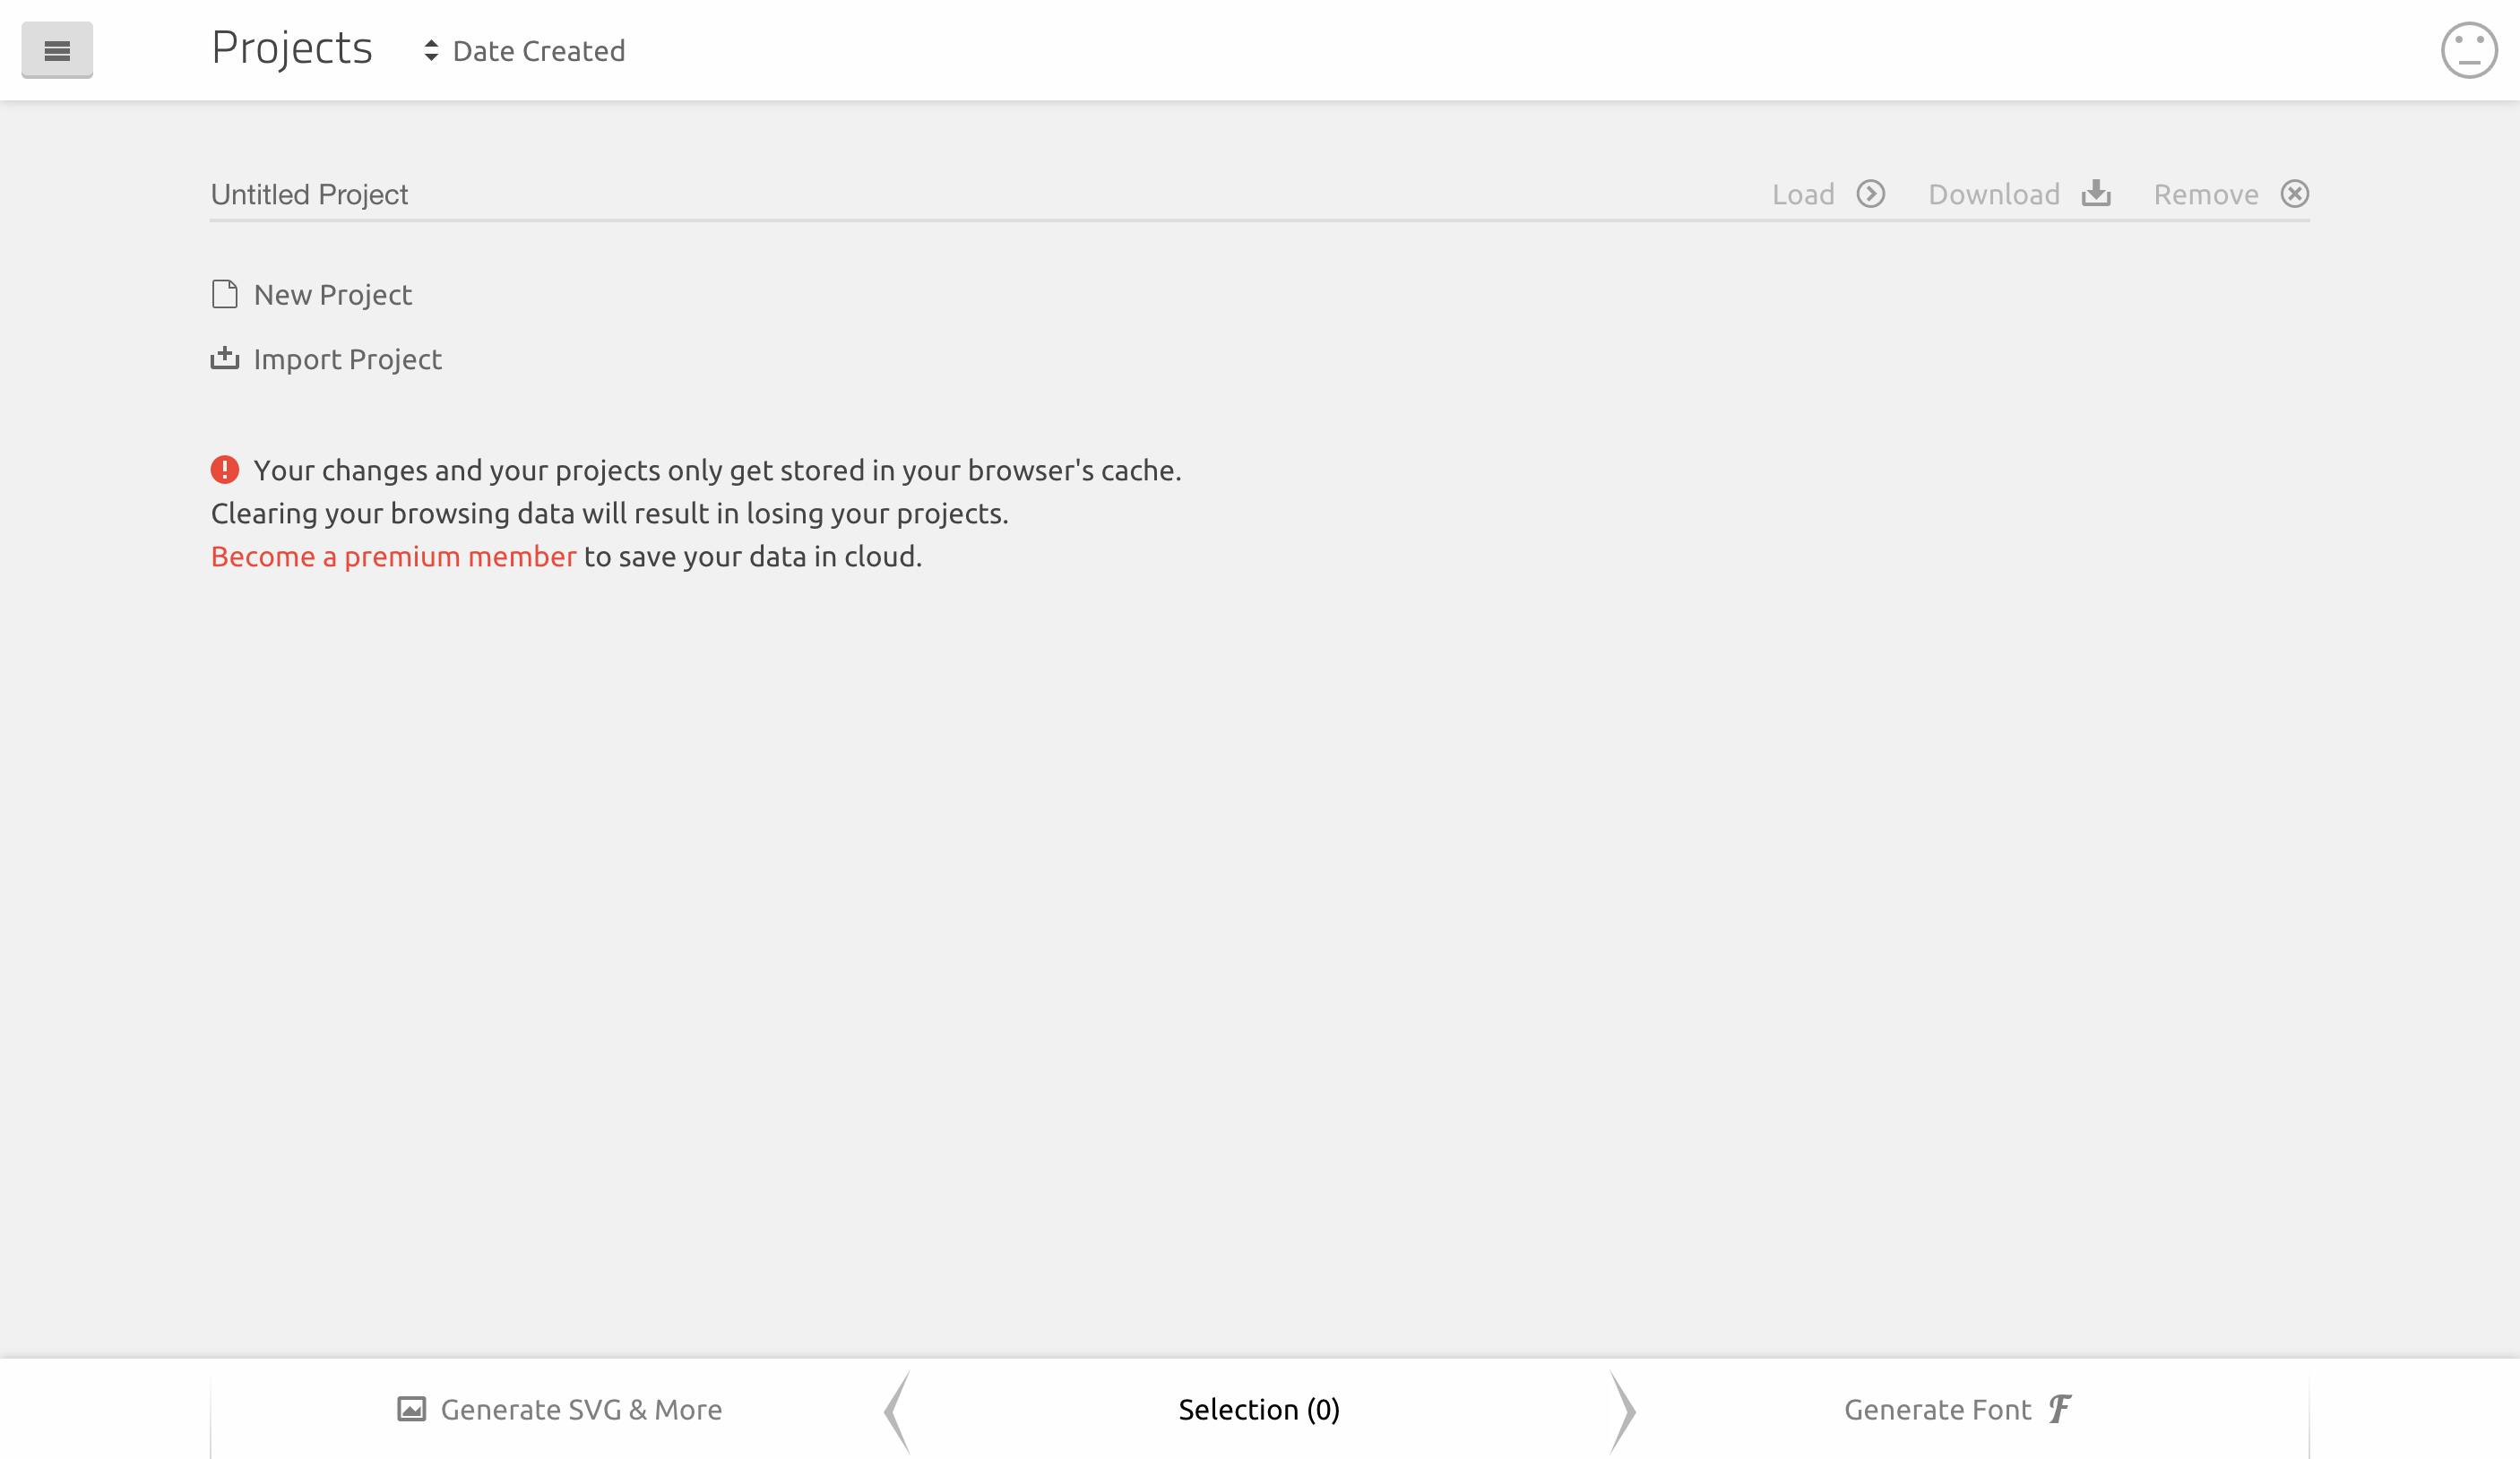 Projects
Date Created
Untitled Project
Load
Download
Remove
New Project
Import Project
Your changes and your projects only get stored in your browser's cache.
Clearing your browsing data will result in losing your projects.
Become a premium member to save your data in cloud.
Generate SVG & More
Selection (0)
Generate Font